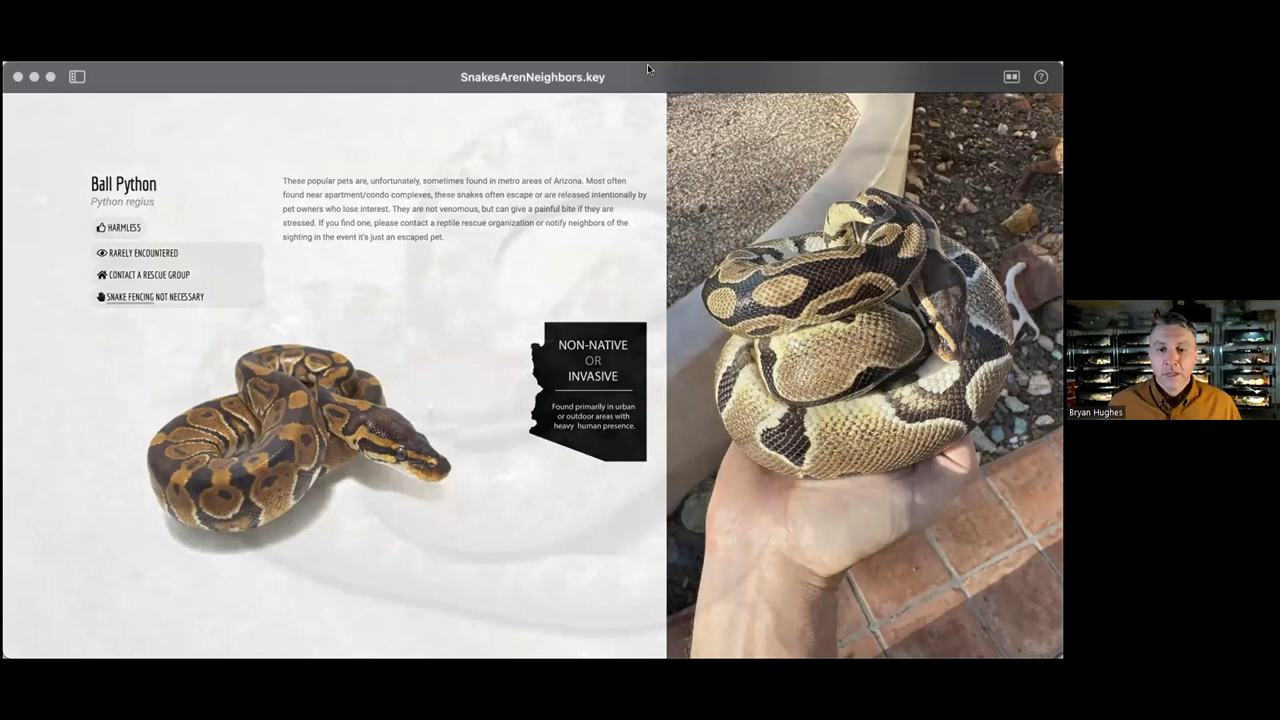 SnakesArenNeighbors.key
?
Ball Python
Python regius
HARMLESS
RARELY ENCOUNTERED
CONTACT A RESCUE GROUP
SNAKE FENCING NOT NECESSARY
These popular pets are, unfortunately, sometimes found in metro areas of Arizona. Most often
found near apartment/condo complexes, these snakes often escape or are released intentionally by
pet owners who lose interest. They are not venomous, but can give a painful bite if they are
stressed. If you find one, please contact a reptile rescue organization or notify neighbors of the
sighting in the event it's just an escaped pet.
NON-NATIVE
OR
INVASIVE
Found primarily in urban
or outdoor areas with
heavy human presence.
Bryan Hughes